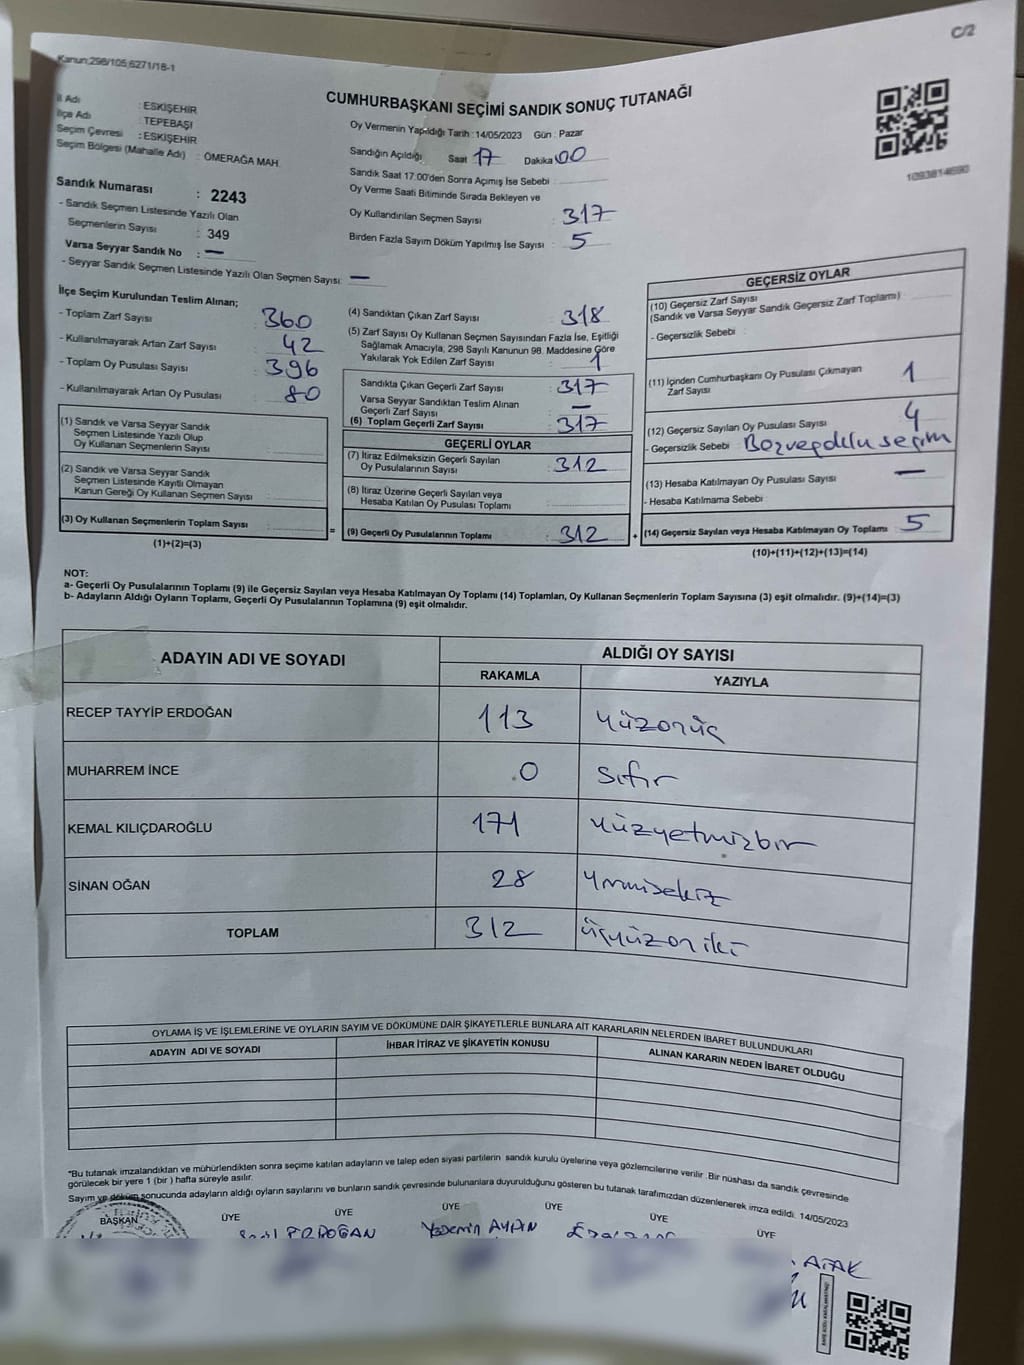 C/2
Kanun:298/105;6271/18-1
CUMHURBAŞKANI SEÇİMİ SANDIK SONUÇ TUTANAĞI
1093814690
İl Adı : ESKİŞEHİR
İlçe Adı : TEPEBAŞI
Seçim Çevresi : ESKİŞEHİR
Seçim Bölgesi (Mahalle Adı) : ÖMERAĞA MAH.
Sandık Numarası : 2243
- Sandık Seçmen Listesinde Yazılı Olan
Seçmenlerin Sayısı : 349
Varsa Seyyar Sandık No : —
- Seyyar Sandık Seçmen Listesinde Yazılı Olan Seçmen Sayısı: —
Oy Vermenin Yapıldığı Tarih : 14/05/2023 Gün : Pazar
Sandığın Açıldığı Saat 17 Dakika 00
Sandık Saat 17:00'den Sonra Açımış İse Sebebi :
Oy Verme Saati Bitiminde Sırada Bekleyen ve
Oy Kullandırılan Seçmen Sayısı : 317
Birden Fazla Sayım Döküm Yapılmış İse Sayısı : 5
İlçe Seçim Kurulundan Teslim Alınan;
- Toplam Zarf Sayısı : 360
- Kullanılmayarak Artan Zarf Sayısı : 42
- Toplam Oy Pusulası Sayısı : 396
- Kullanılmayarak Artan Oy Pusulası : 80
(1) Sandık ve Varsa Seyyar Sandık
Seçmen Listesinde Yazılı Olup
Oy Kullanan Seçmenlerin Sayısı :
(2) Sandık ve Varsa Seyyar Sandık
Seçmen Listesinde Kayıtlı Olmayan
Kanun Gereği Oy Kullanan Seçmen Sayısı :
(3) Oy Kullanan Seçmenlerin Toplam Sayısı :
(1)+(2)=(3)
(4) Sandıktan Çıkan Zarf Sayısı : 318
(5) Zarf Sayısı Oy Kullanan Seçmen Sayısından Fazla İse, Eşitliği
Sağlamak Amacıyla, 298 Sayılı Kanunun 98. Maddesine Göre
Yakılarak Yok Edilen Zarf Sayısı : 1
Sandıkta Çıkan Geçerli Zarf Sayısı : 317
Varsa Seyyar Sandıktan Teslim Alınan
Geçerli Zarf Sayısı : —
(6) Toplam Geçerli Zarf Sayısı : 317
GEÇERLİ OYLAR
(7) İtiraz Edilmeksizin Geçerli Sayılan
Oy Pusulalarının Sayısı : 312
(8) İtiraz Üzerine Geçerli Sayılan veya
Hesaba Katılan Oy Pusulası Toplamı :
= (9) Geçerli Oy Pusulalarının Toplamı : 312
GEÇERSİZ OYLAR
(10) Geçersiz Zarf Sayısı
(Sandık ve Varsa Seyyar Sandık Geçersiz Zarf Toplamı) :
- Geçersizlik Sebebi :
(11) İçinden Cumhurbaşkanı Oy Pusulası Çıkmayan
Zarf Sayısı : 1
(12) Geçersiz Sayılan Oy Pusulası Sayısı : 4
- Geçersizlik Sebebi :
(13) Hesaba Katılmayan Oy Pusulası Sayısı : —
- Hesaba Katılmama Sebebi :
+ (14) Geçersiz Sayılan veya Hesaba Katılmayan Oy Toplamı : 5
(10)+(11)+(12)+(13)=(14)
NOT:
a- Geçerli Oy Pusulalarının Toplamı (9) ile Geçersiz Sayılan veya Hesaba Katılmayan Oy Toplamı (14) Toplamları, Oy Kullanan Seçmenlerin Toplam Sayısına (3) eşit olmalıdır. (9)+(14)=(3)
b- Adayların Aldığı Oyların Toplamı, Geçerli Oy Pusulalarının Toplamına (9) eşit olmalıdır.
ADAYIN ADI VE SOYADI ALDIĞI OY SAYISI
RAKAMLA YAZIYLA
RECEP TAYYİP ERDOĞAN 113 yüzonüç
MUHARREM İNCE 0 sıfır
KEMAL KILIÇDAROĞLU 171 yüzyetmişbir
SİNAN OĞAN 28 yirmisekiz
TOPLAM 312 üçyüzoniki
OYLAMA İŞ VE İŞLEMLERİNE VE OYLARIN SAYIM VE DÖKÜMÜNE DAİR ŞİKAYETLERLE BUNLARA AİT KARARLARIN NELERDEN İBARET BULUNDUKLARI
ADAYIN ADI VE SOYADI İHBAR İTİRAZ VE ŞİKAYETİN KONUSU ALINAN KARARIN NEDEN İBARET OLDUĞU
*Bu tutanak imzalandıktan ve mühürlendikten sonra seçime katılan adayların ve talep eden siyasi partilerin sandık kurulu üyelerine veya gözlemcilerine verilir. Bir nüshası da sandık çevresinde
görülecek bir yere 1 (bir ) hafta süreyle asılır.
Sayım ve döküm sonucunda adayların aldığı oyların sayılarını ve bunların sandık çevresinde bulunanlara duyurulduğunu gösteren bu tutanak tarafımızdan düzenlenerek imza edildi. 14/05/2023
BAŞKAN ÜYE ÜYE ÜYE ÜYE ÜYE ÜYE
ERDOĞAN Yasemin